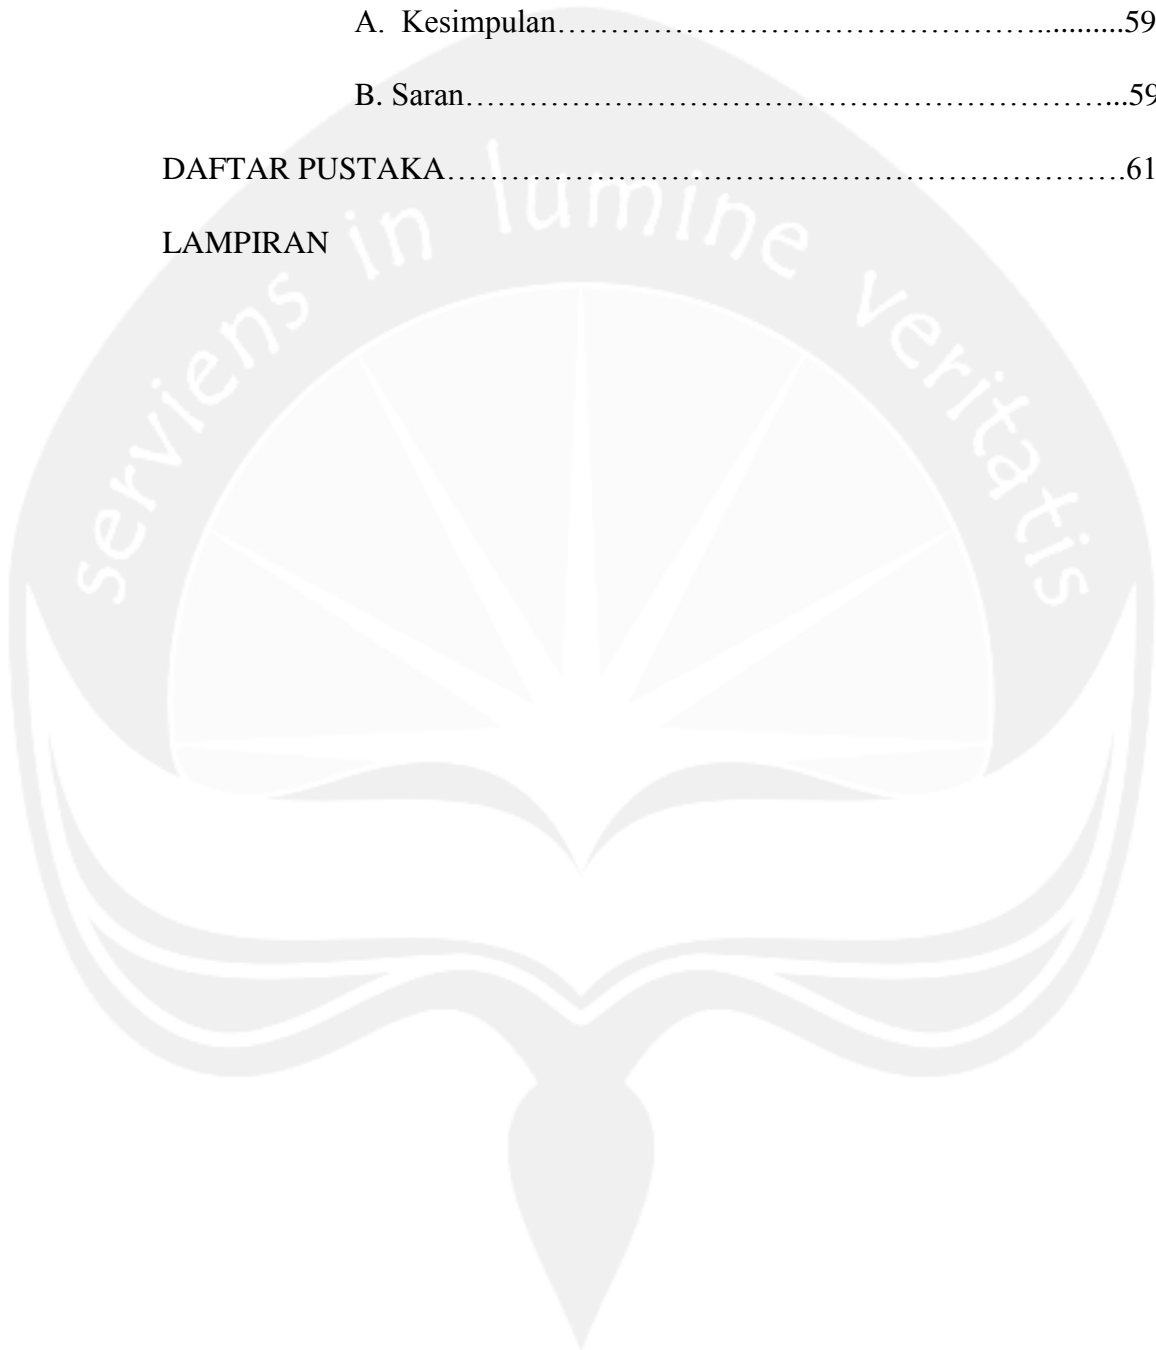 A. Kesimpulan…………………………………………..........59
B. Saran……………………………………………………...59
DAFTAR PUSTAKA……………………………………………………….61
LAMPIRAN
serviens in lumine veritatis